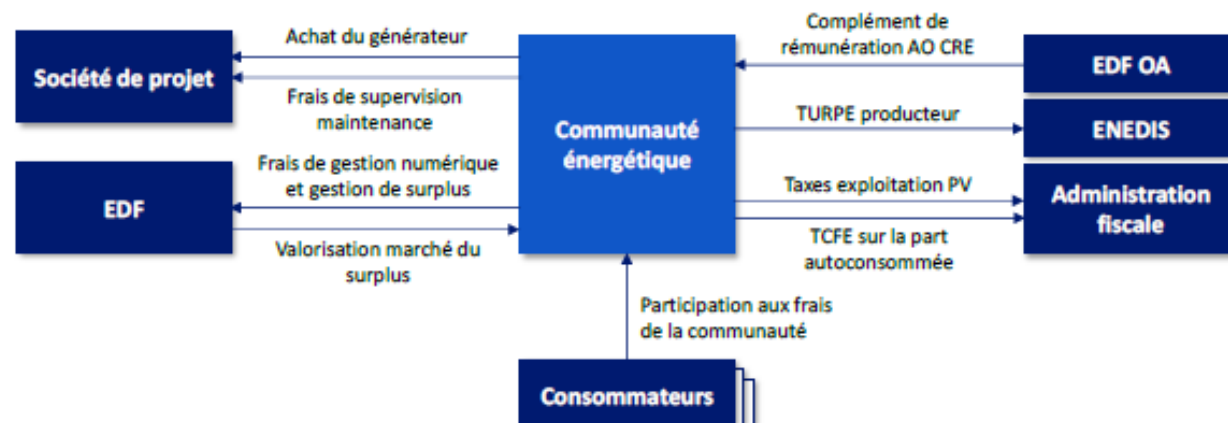 Société de projet
Achat du générateur
Frais de supervision
maintenance
EDF
Frais de gestion numérique
et gestion de surplus
Valorisation marché du
surplus
Communauté
énergétique
Complément de
rémunération AO CRE
EDF OA
TURPE producteur
ENEDIS
Taxes exploitation PV
TCFE sur la part
autoconsommée
Administration
fiscale
Participation aux frais
de la communauté
Consommateurs